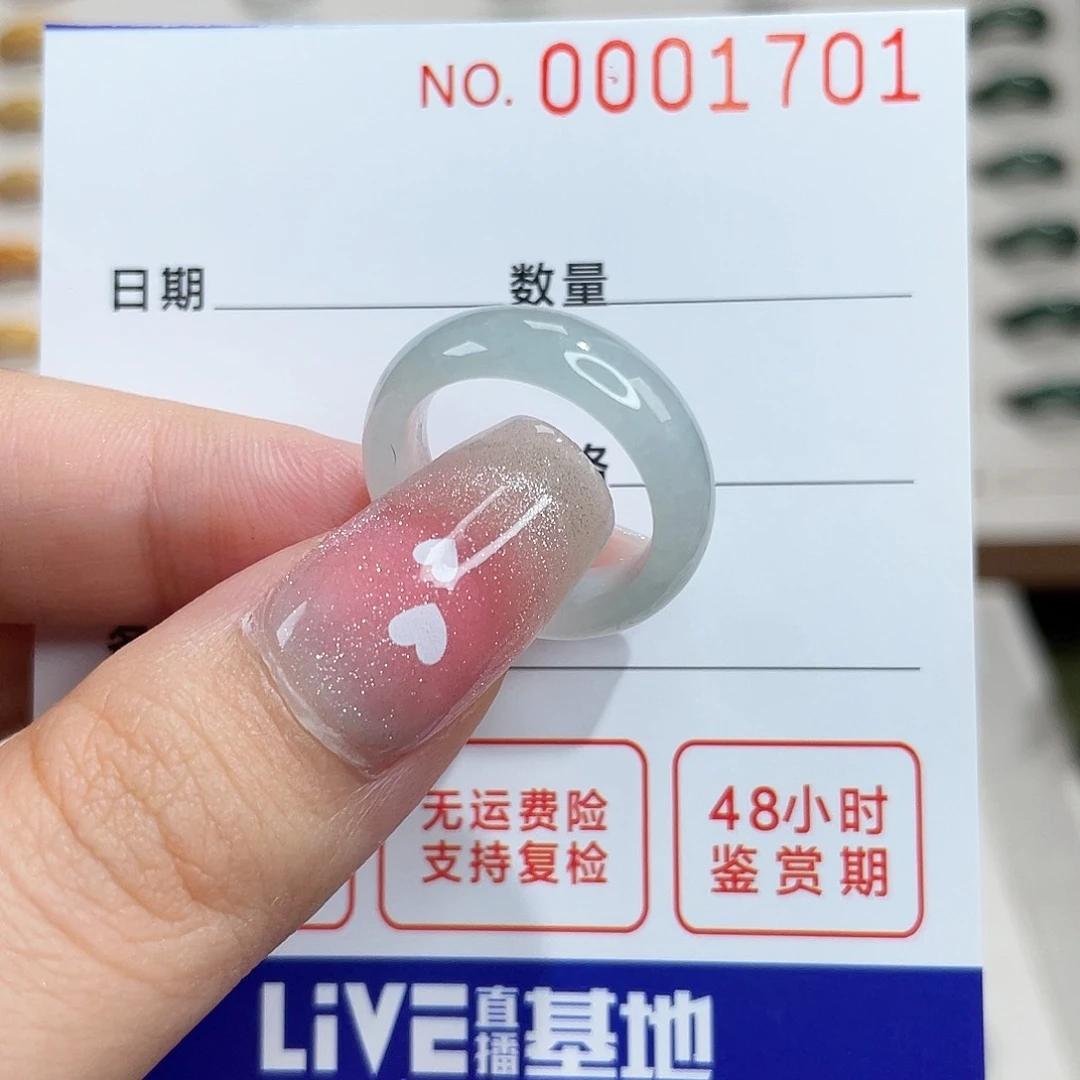 NO. 0001701
日期 数量
无运费险
支持复检
48小时
鉴赏期
LiVE直播基地